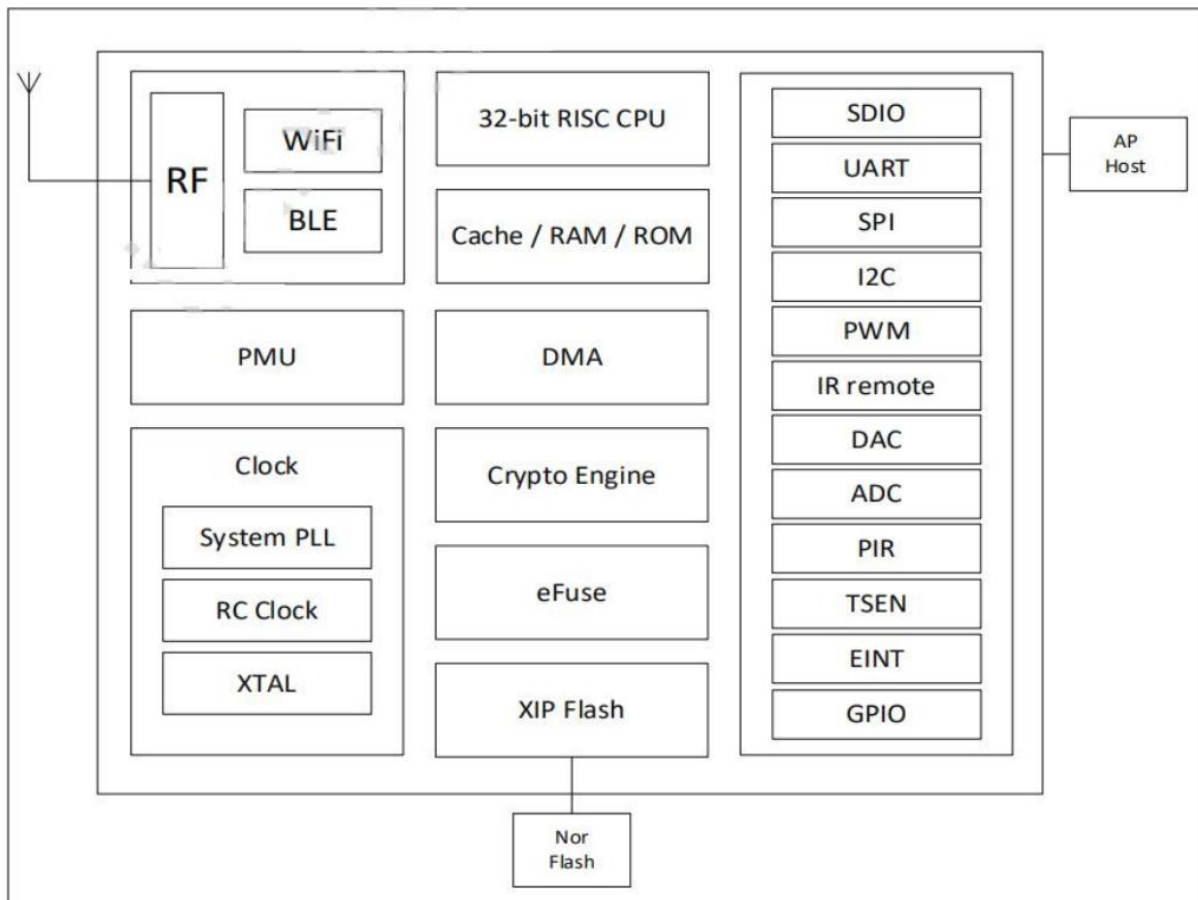 RF
WiFi
BLE
PMU
Clock
System PLL
RC Clock
XTAL
32-bit RISC CPU
Cache / RAM / ROM
DMA
Crypto Engine
eFuse
XIP Flash
SDIO
UART
SPI
I2C
PWM
IR remote
DAC
ADC
PIR
TSEN
EINT
GPIO
AP
Host
Nor
Flash